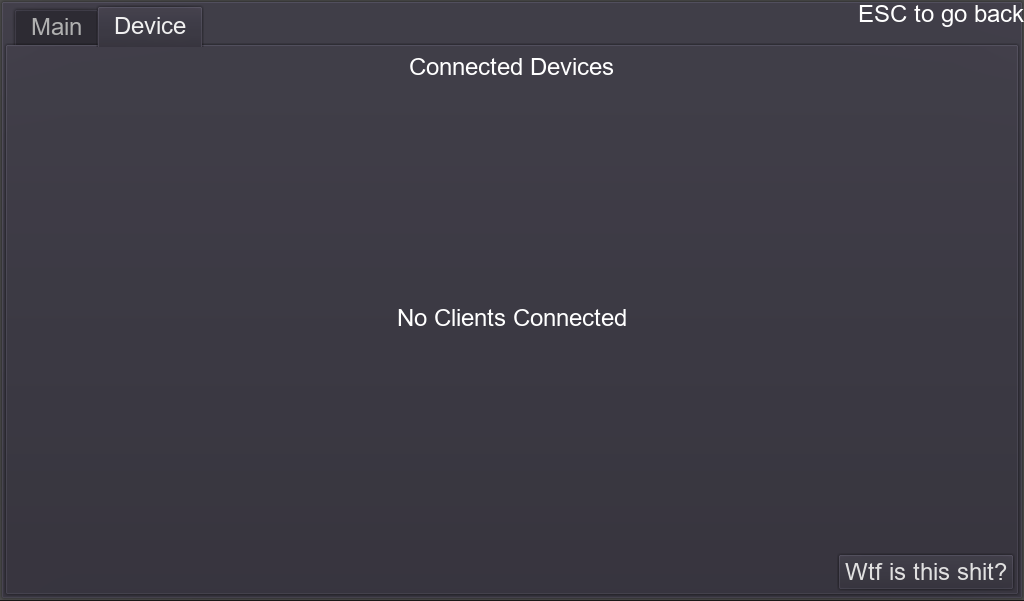 Main
Device
ESC to go back
Connected Devices
No Clients Connected
Wtf is this shit?